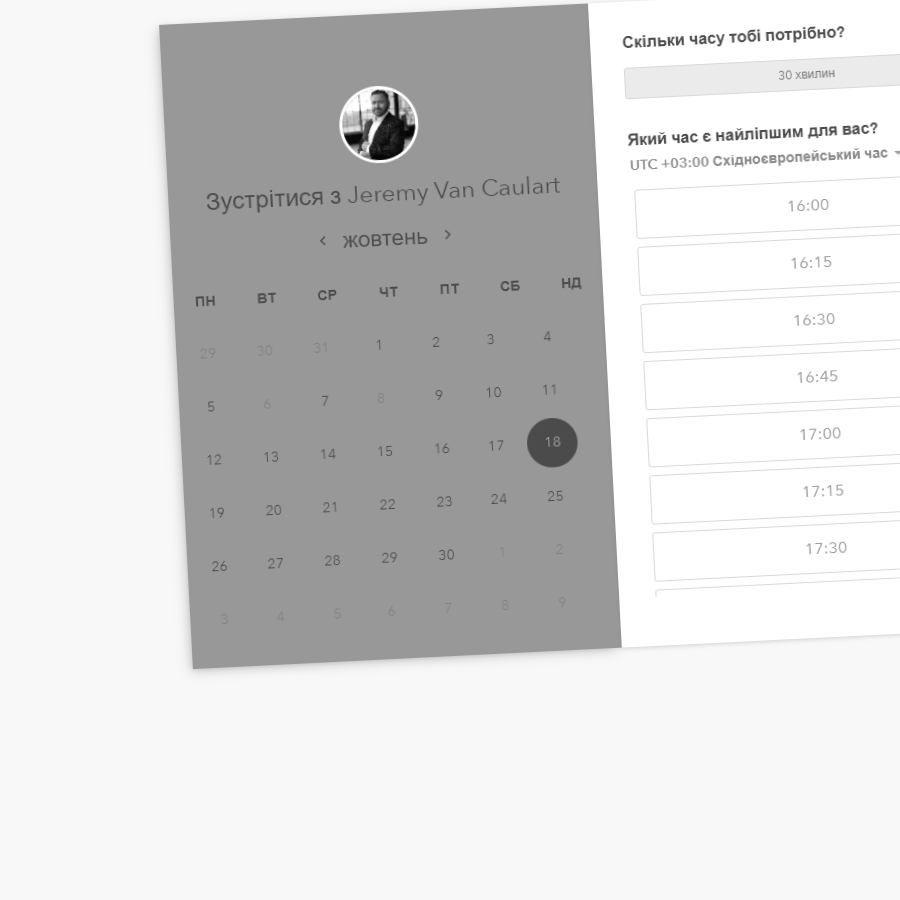 Зустрітися з Jeremy Van Caulart
жовтень
ПН ВТ СР ЧТ ПТ СБ НД
29 30 31 1 2 3 4
5 6 7 8 9 10 11
12 13 14 15 16 17 18
19 20 21 22 23 24 25
26 27 28 29 30 1 2
3 4 5 6 7 8 9
Скільки часу тобі потрібно?
30 хвилин
Який час є найліпшим для вас?
UTC +03:00 Східноєвропейський час
16:00
16:15
16:30
16:45
17:00
17:15
17:30